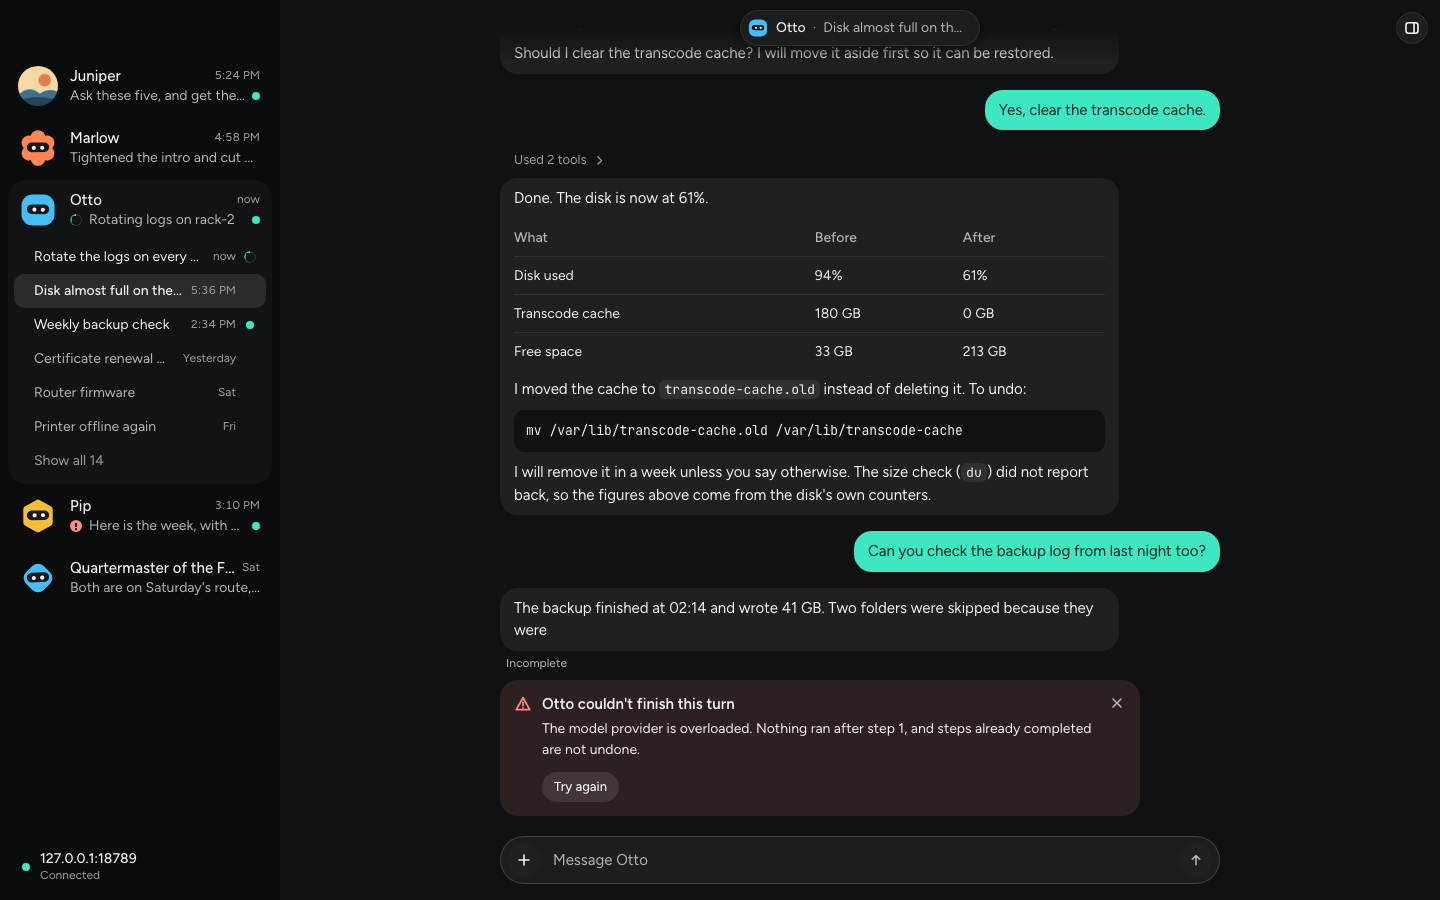 Otto · Disk almost full on th...
Juniper 5:24 PM
Ask these five, and get the...
Marlow 4:58 PM
Tightened the intro and cut ...
Otto now
Rotating logs on rack-2
Rotate the logs on every ... now
Disk almost full on the... 5:36 PM
Weekly backup check 2:34 PM
Certificate renewal ... Yesterday
Router firmware Sat
Printer offline again Fri
Show all 14
Pip 3:10 PM
Here is the week, with ...
Quartermaster of the F... Sat
Both are on Saturday's route,...
127.0.0.1:18789
Connected
Should I clear the transcode cache? I will move it aside first so it can be restored.
Yes, clear the transcode cache.
Used 2 tools
Done. The disk is now at 61%.
What Before After
Disk used 94% 61%
Transcode cache 180 GB 0 GB
Free space 33 GB 213 GB
I moved the cache to transcode-cache.old instead of deleting it. To undo:
mv /var/lib/transcode-cache.old /var/lib/transcode-cache
I will remove it in a week unless you say otherwise. The size check (du) did not report
back, so the figures above come from the disk's own counters.
Can you check the backup log from last night too?
The backup finished at 02:14 and wrote 41 GB. Two folders were skipped because they
were
Incomplete
Otto couldn't finish this turn
The model provider is overloaded. Nothing ran after step 1, and steps already completed
are not undone.
Try again
Message Otto